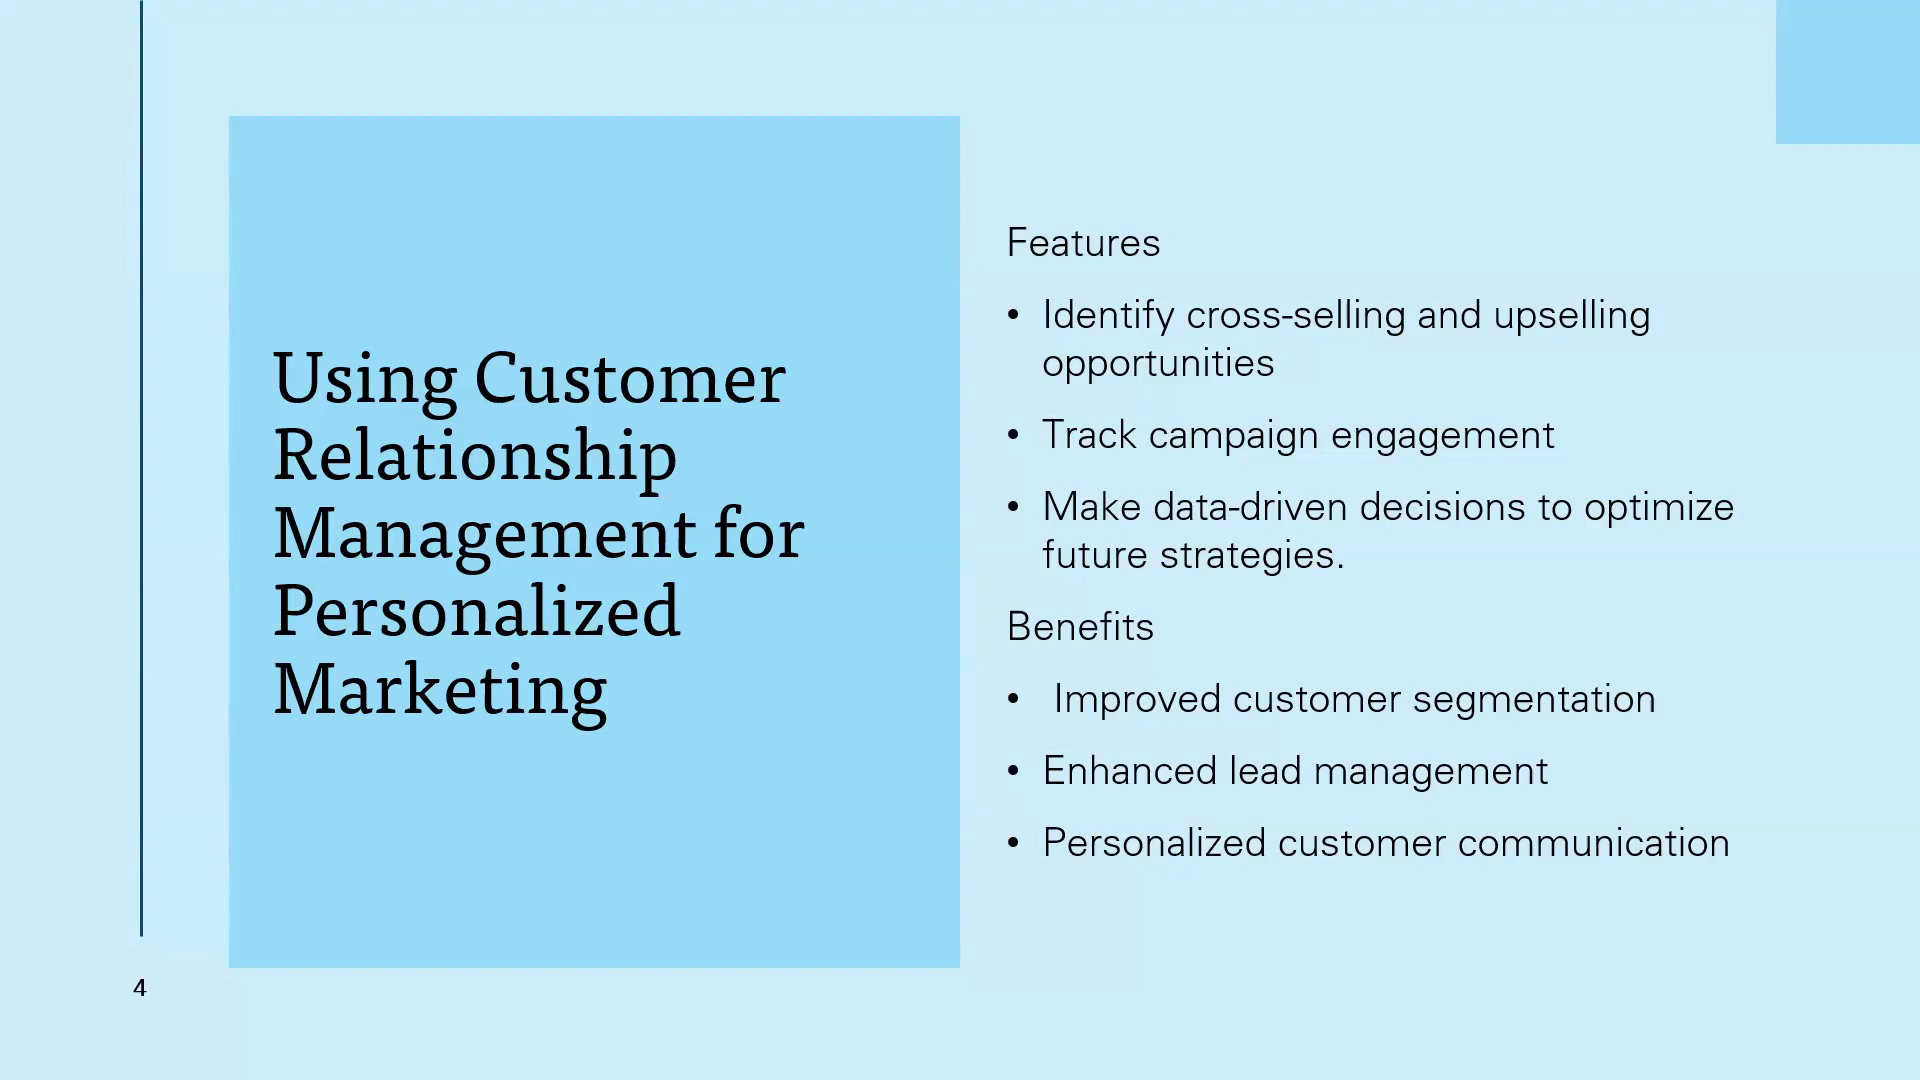 Using Customer
Relationship
Management for
Personalized
Marketing
Features
• Identify cross-selling and upselling
opportunities
• Track campaign engagement
• Make data-driven decisions to optimize
future strategies.
Benefits
• Improved customer segmentation
• Enhanced lead management
• Personalized customer communication
4